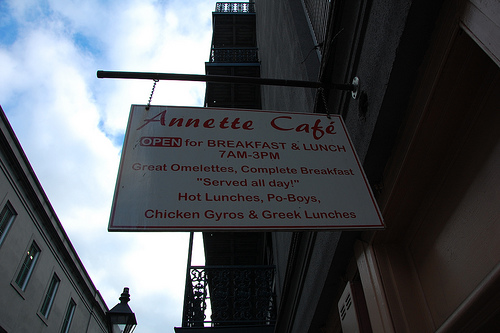 Annette Café
OPEN for BREAKFAST & LUNCH
7AM-3PM
Great Omelettes, Complete Breakfast
"Served all day!"
Hot Lunches, Po-Boys,
Chicken Gyros & Greek Lunches